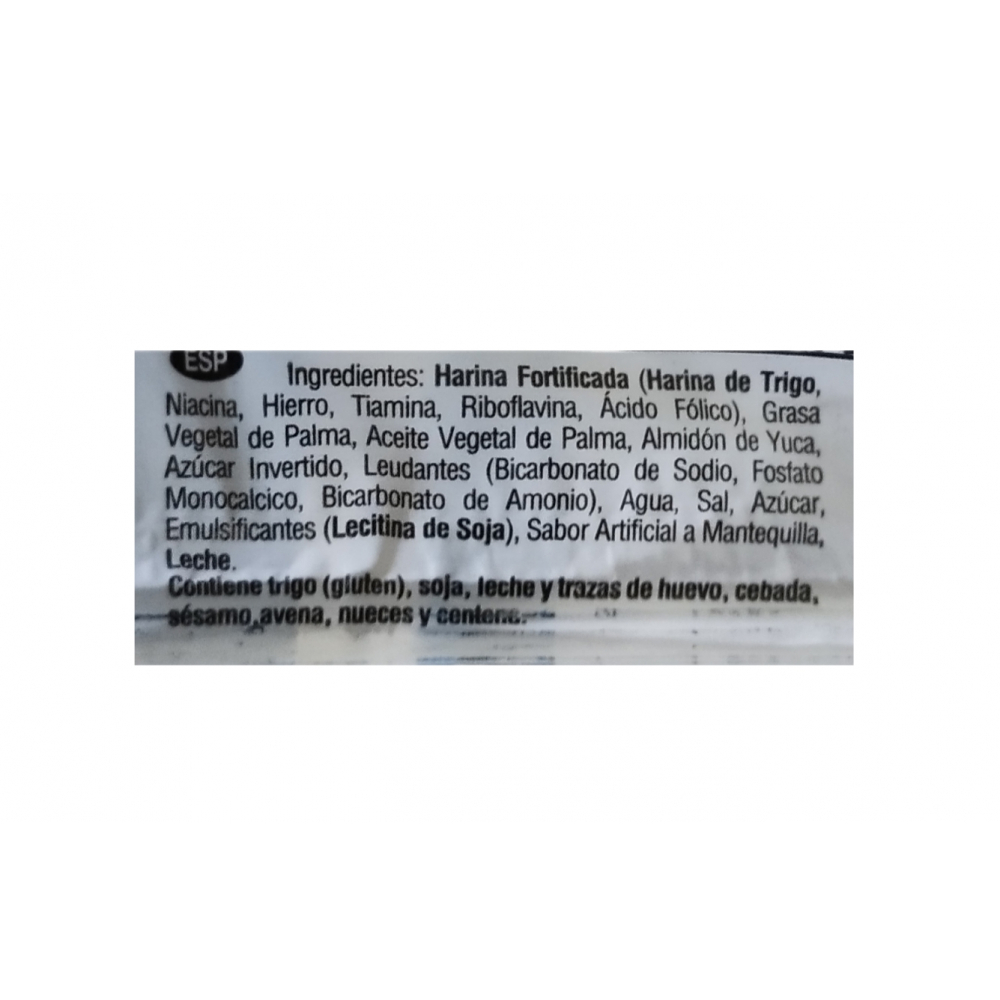 ESP
Ingredientes: Harina Fortificada (Harina de Trigo,
Niacina, Hierro, Tiamina, Riboflavina, Ácido Fólico), Grasa
Vegetal de Palma, Aceite Vegetal de Palma, Almidón de Yuca,
Azúcar Invertido, Leudantes (Bicarbonato de Sodio, Fosfato
Monocalcico, Bicarbonato de Amonio), Agua, Sal, Azúcar,
Emulsificantes (Lecitina de Soja), Sabor Artificial a Mantequilla,
Leche.
Contiene trigo (gluten), soja, leche y trazas de huevo, cebada,
sésamo,avena, nueces y centeno.